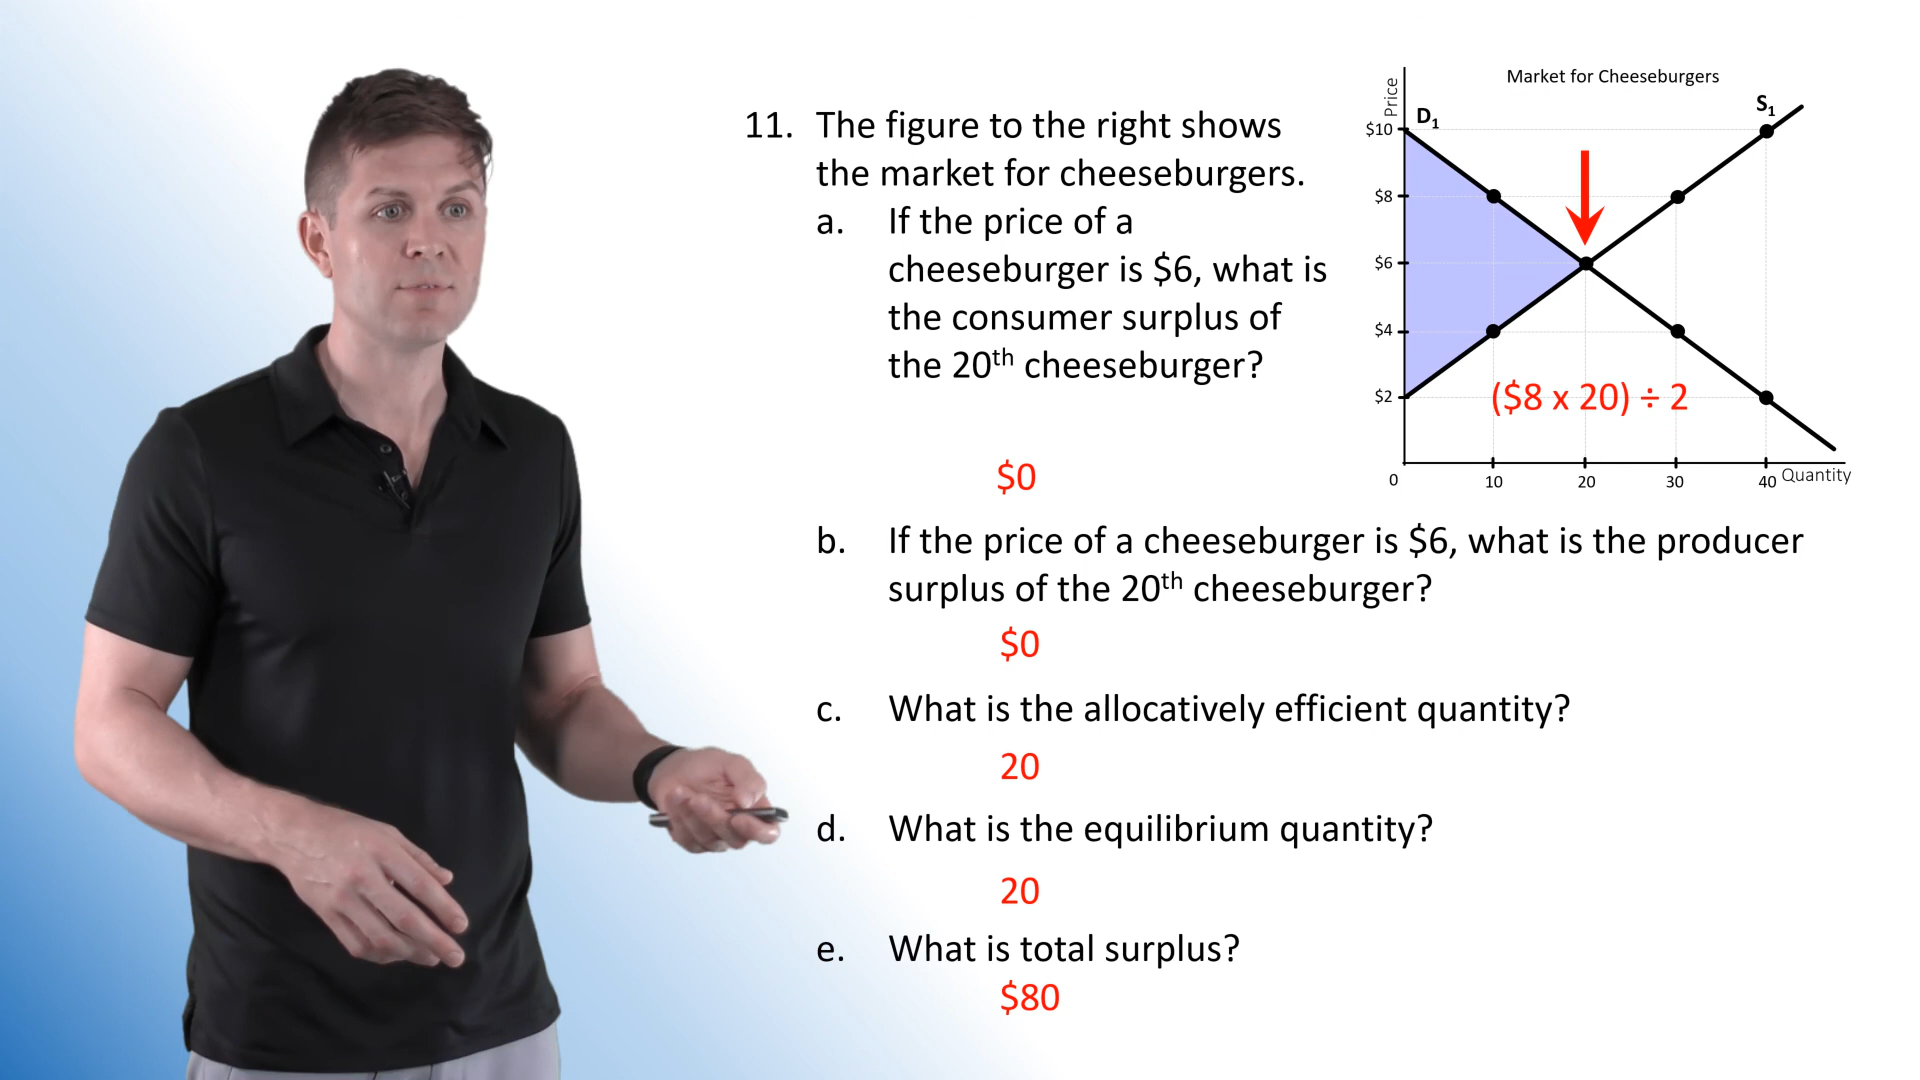 11. The figure to the right shows
the market for cheeseburgers.
a. If the price of a
cheeseburger is $6, what is
the consumer surplus of
the 20th cheeseburger?
$0
Market for Cheeseburgers
Price
D1
S1
$10
$8
$6
$4
$2
($8 x 20) ÷ 2
0
10
20
30
40
Quantity
b. If the price of a cheeseburger is $6, what is the producer
surplus of the 20th cheeseburger?
$0
c. What is the allocatively efficient quantity?
20
d. What is the equilibrium quantity?
20
e. What is total surplus?
$80